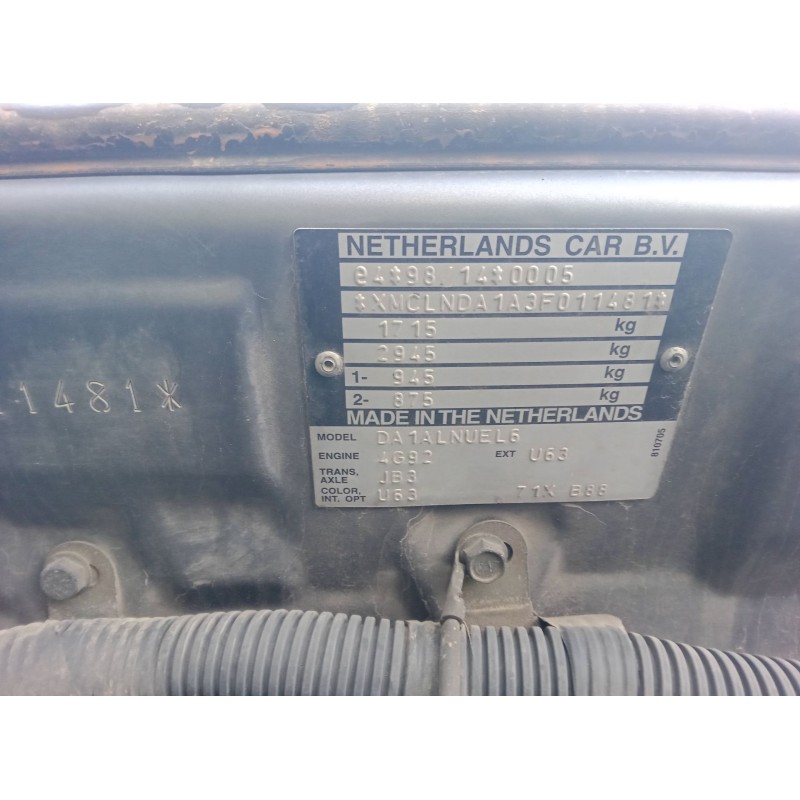 NETHERLANDS CAR B.V.
e4*98/14*0005
*XMCLNDA1A3F011481*
1715 kg
2945 kg
1- 945 kg
2- 875 kg
MADE IN THE NETHERLANDS
MODEL DA1ALNUEL6
ENGINE 4G92 EXT U63
TRANS, AXLE JB3
COLOR, INT. OPT U63 71X B88
810705
11481*